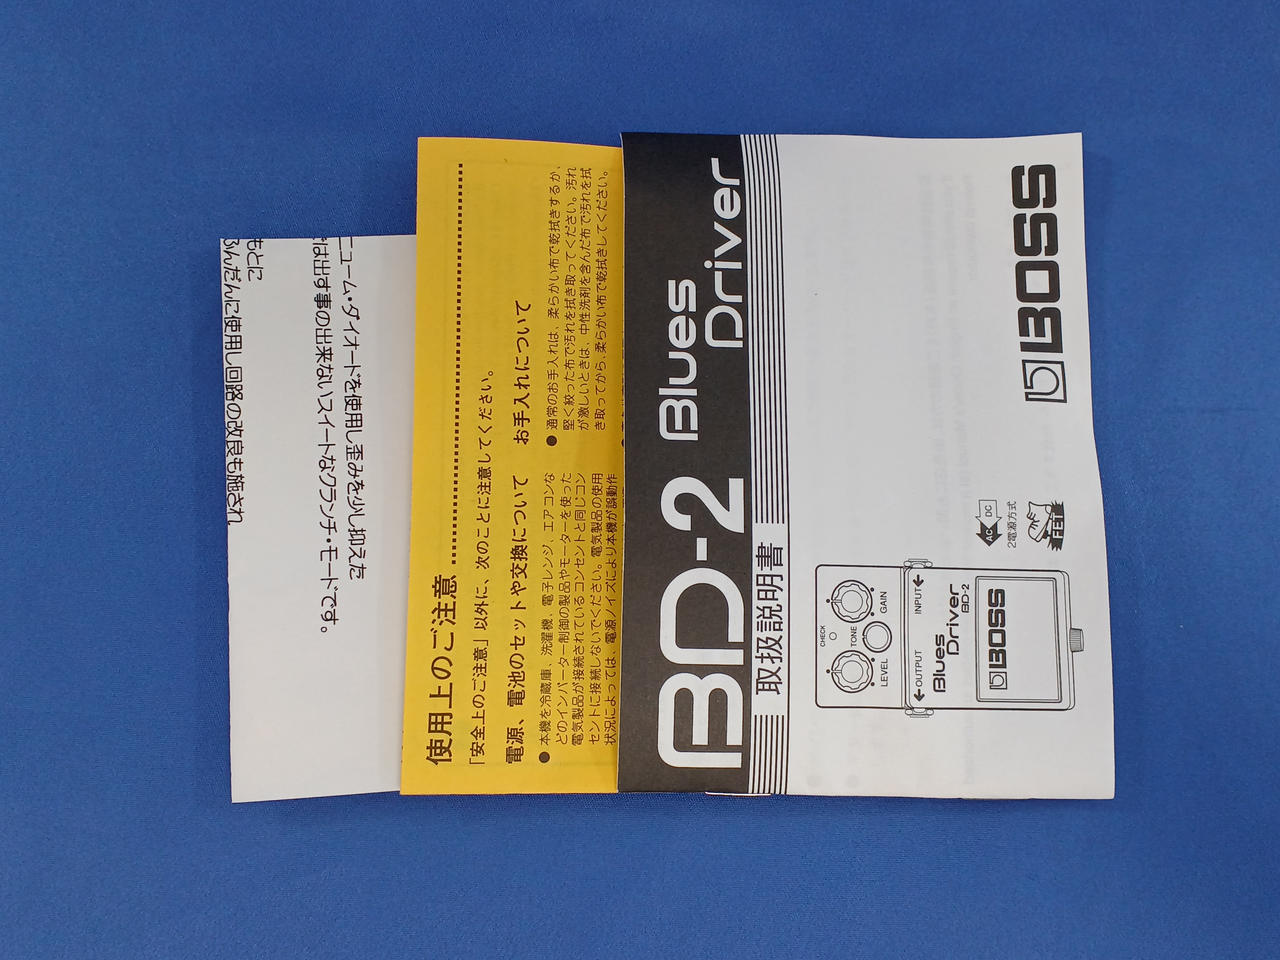 BD-2 Blues
Driver
取扱説明書
CHECK
LEVEL
TONE
GAIN
OUTPUT
INPUT
Blues
Driver
BD-2
BOSS
AC
DC
2電源方式
FET
BOSS
使用上のご注意
「安全上のご注意」以外に、次のことに注意してください。
電源、電池のセットや交換について
● 本機を冷蔵庫、洗濯機、電子レンジ、エアコンな
どのインバーター制御の製品やモーターを使った
電気製品が接続されているコンセントと同じコン
セントに接続しないでください。電気製品の使用
状況によっては、電源ノイズにより本機が誤動作
お手入れについて
● 通常のお手入れは、柔らかい布で乾拭きするか、
堅く絞った布で汚れを拭き取ってください。汚れ
が激しいときは、中性洗剤を含んだ布で汚れを拭
き取ってから、柔らかい布で乾拭きしてください。
ニューム・ダイオードを使用し歪みを少し抑えた
は出す事の出来ないスイートなクランチ・モードです。
もとに
ふんだんに使用し回路の改良も施され